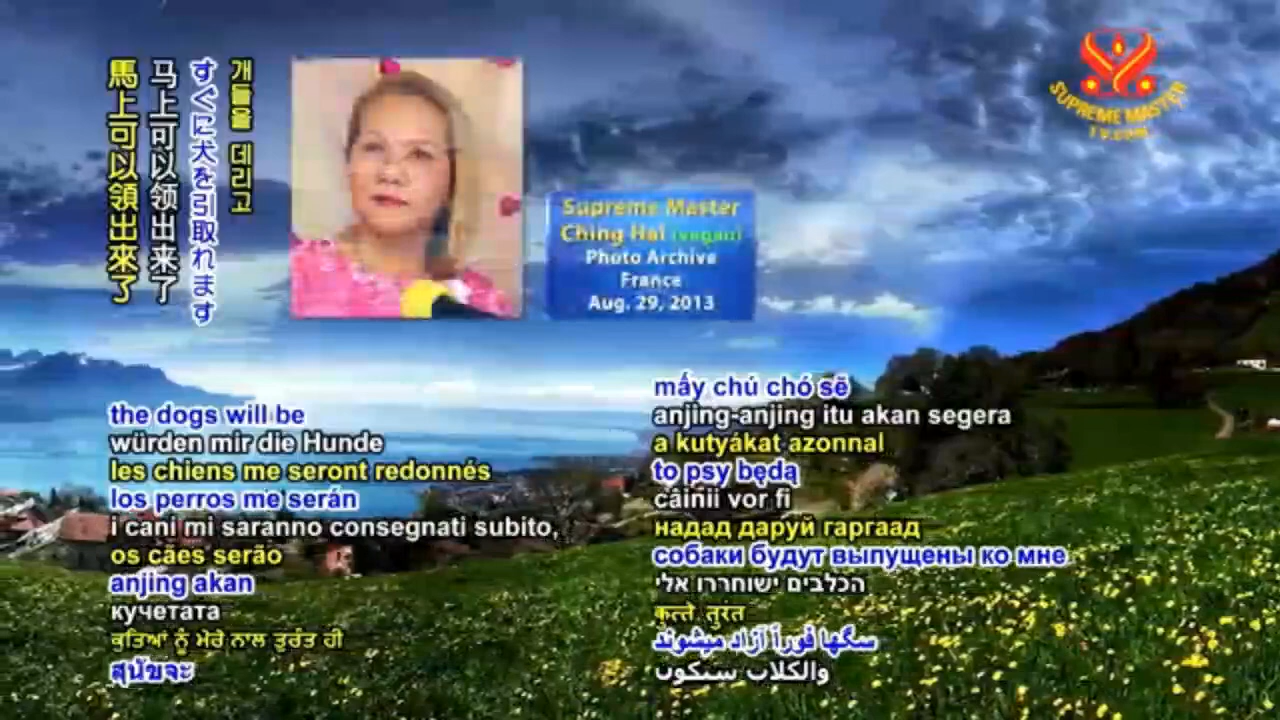 馬上可以領出來了
马上可以领出来了
すぐに犬を引取れます
개들을 데리고
SUPREME MASTER
TV.COM
Supreme Master
Ching Hai (vegan)
Photo Archive
France
Aug. 29, 2013
the dogs will be
würden mir die Hunde
les chiens me seront redonnés
los perros me serán
i cani mi saranno consegnati subito,
os cães serão
anjing akan
кучетата
ਕੁੱਤਿਆਂ ਨੂੰ ਮੇਰੇ ਨਾਲ ਤੁਰੰਤ ਹੀ
สุนัขจะ
mấy chú chó sẽ
anjing-anjing itu akan segera
a kutyákat azonnal
to psy będą
câinii vor fi
надад даруй гаргаад
собаки будут выпущены ко мне
הכלבים ישוחררו אלי
कुत्ते तुरंत
سگها فوراً آزاد میشوند
والكلاب ستكون